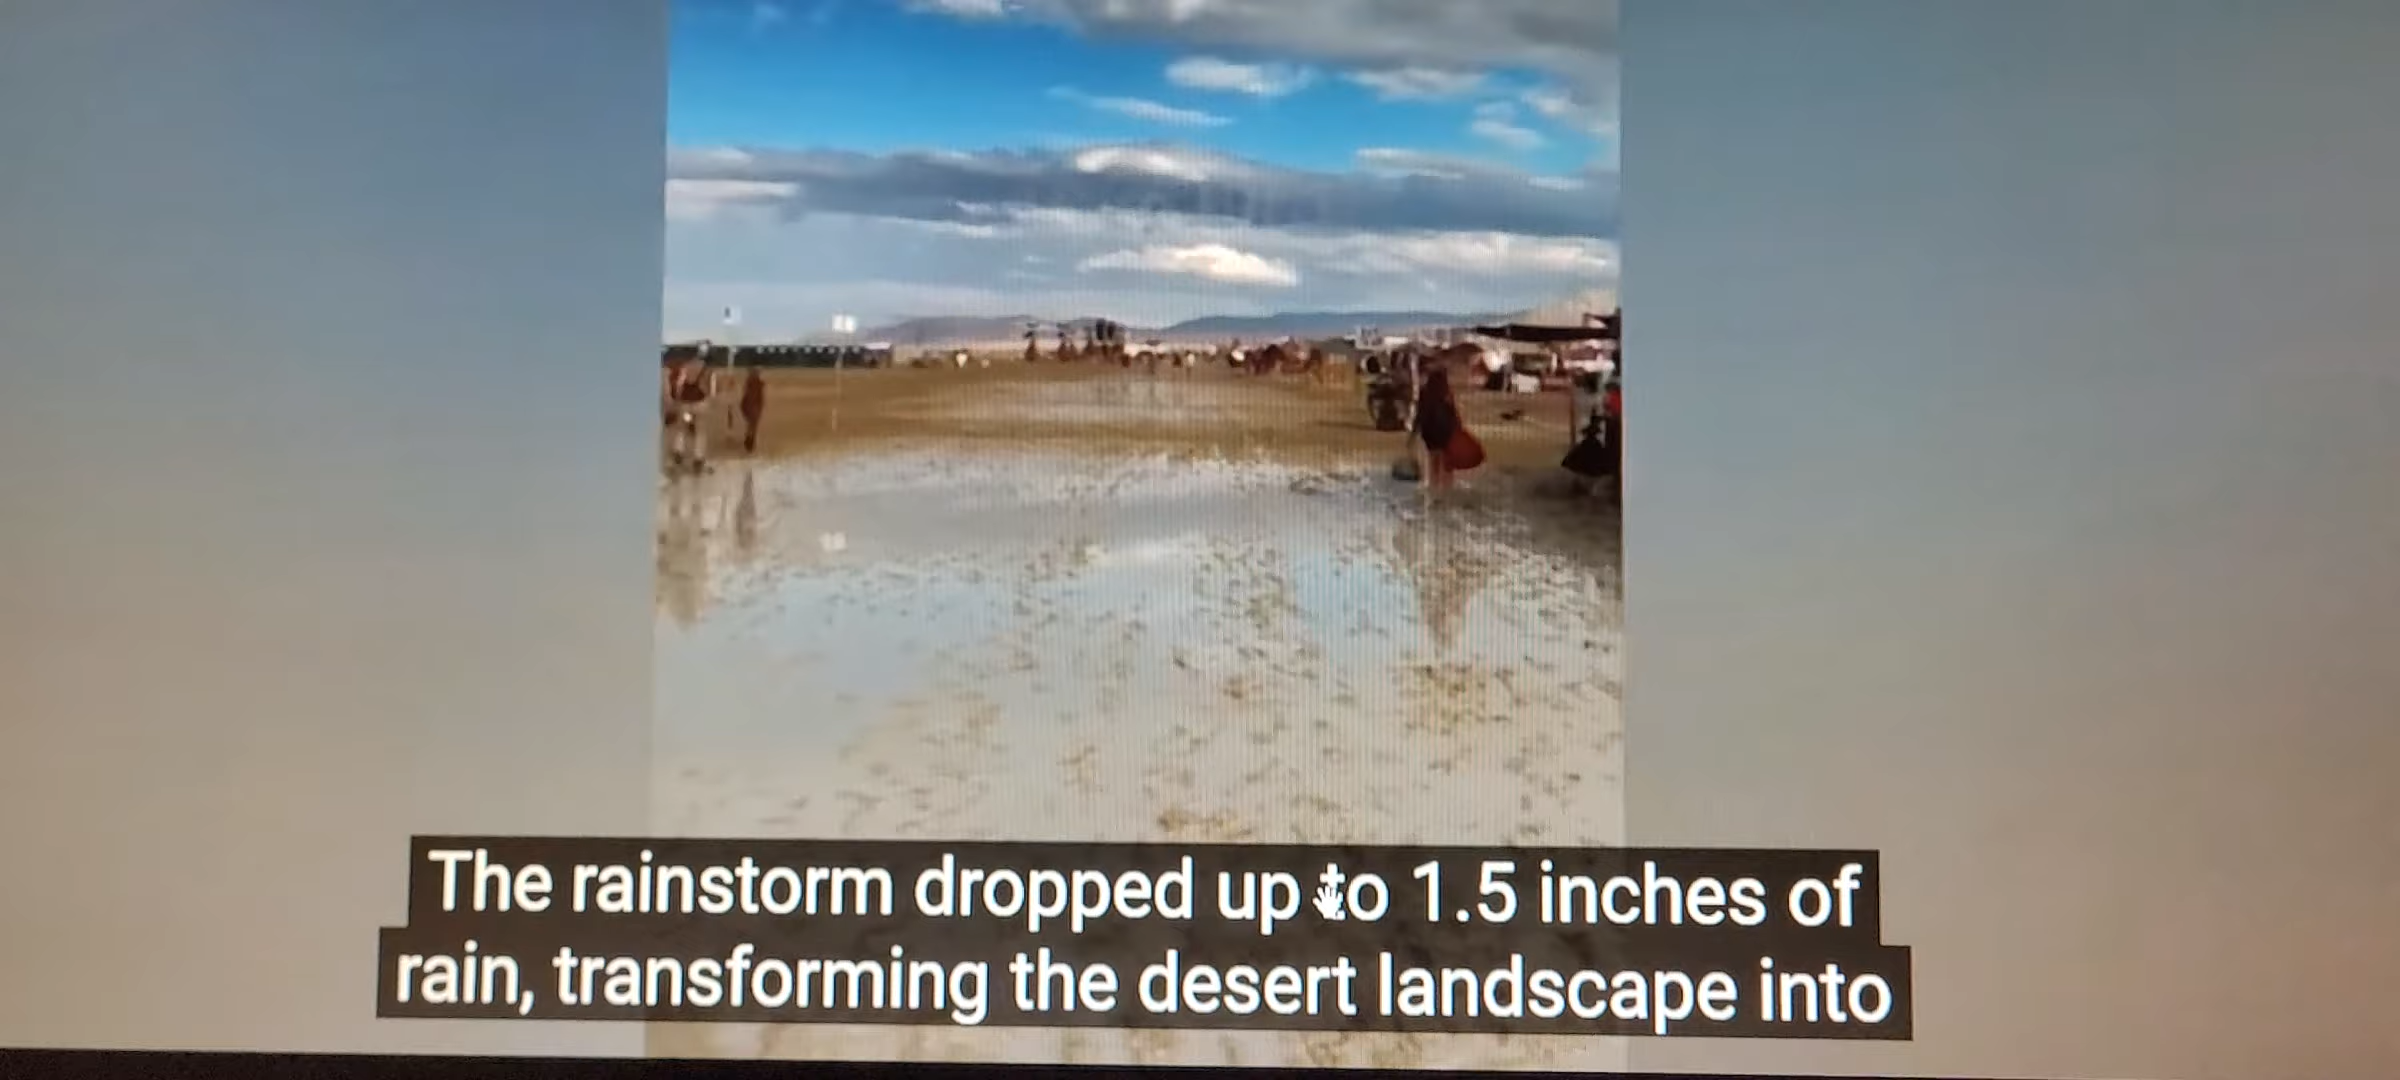 The rainstorm dropped up to 1.5 inches of
rain, transforming the desert landscape into